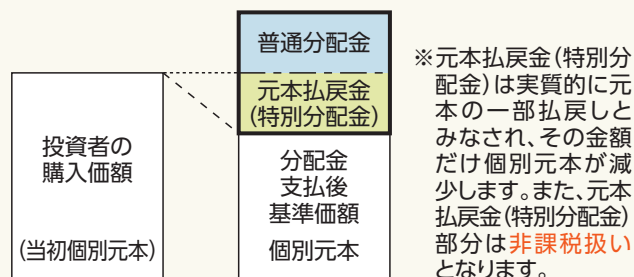 投資者の
購入価額
(当初個別元本)
普通分配金
元本払戻金
(特別分配金)
分配金
支払後
基準価額
個別元本
※元本払戻金(特別分
配金)は実質的に元
本の一部払戻しと
みなされ、その金額
だけ個別元本が減
少します。また、元本
払戻金(特別分配金)
部分は非課税扱い
となります。